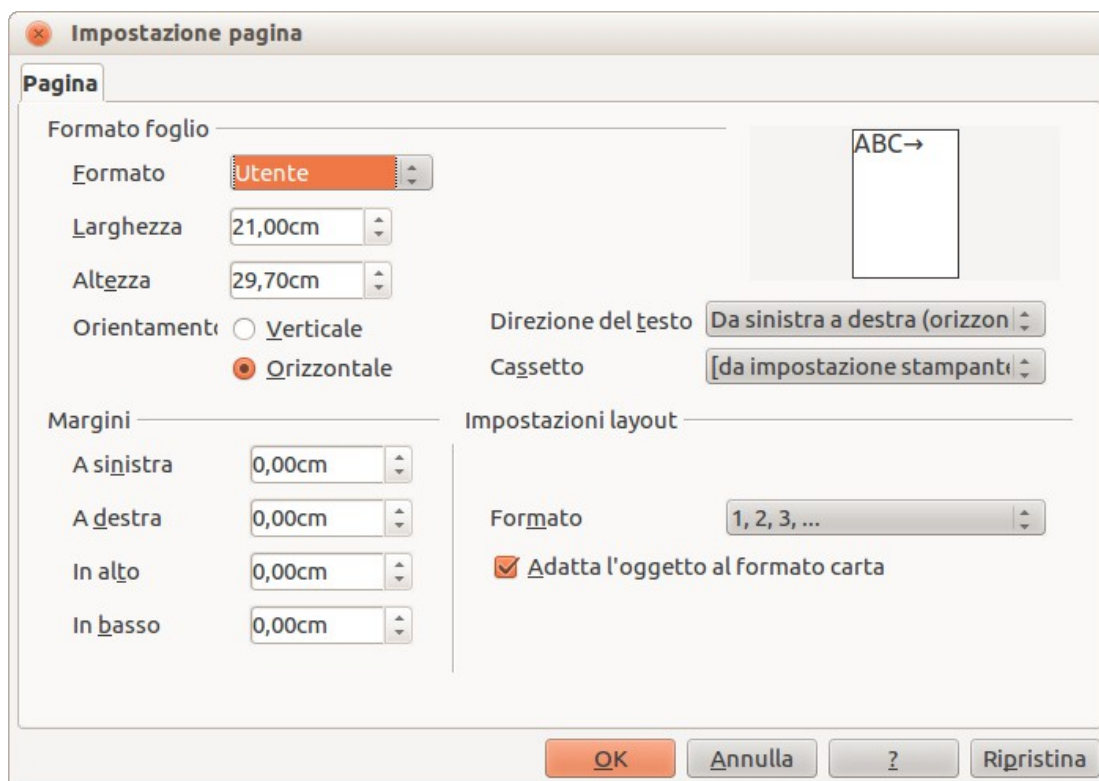 Impostazione pagina
Pagina
Formato foglio
ABC→
Formato Utente
Larghezza 21,00cm
Altezza 29,70cm
Orientamento Verticale
Orizzontale
Direzione del testo Da sinistra a destra (orizzon
Cassetto [da impostazione stampante
Margini
A sinistra 0,00cm
A destra 0,00cm
In alto 0,00cm
In basso 0,00cm
Impostazioni layout
Formato 1, 2, 3, ...
Adatta l'oggetto al formato carta
OK Annulla ? Ripristina